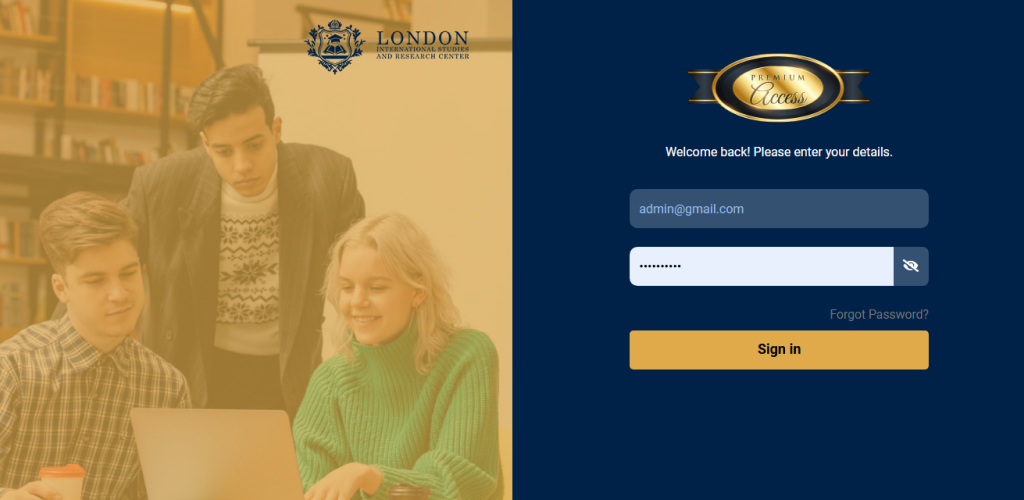 LONDON
INTERNATIONAL STUDIES
AND RESEARCH CENTER
PREMIUM
Access
Welcome back! Please enter your details.
admin@gmail.com
••••••••••
Forgot Password?
Sign in